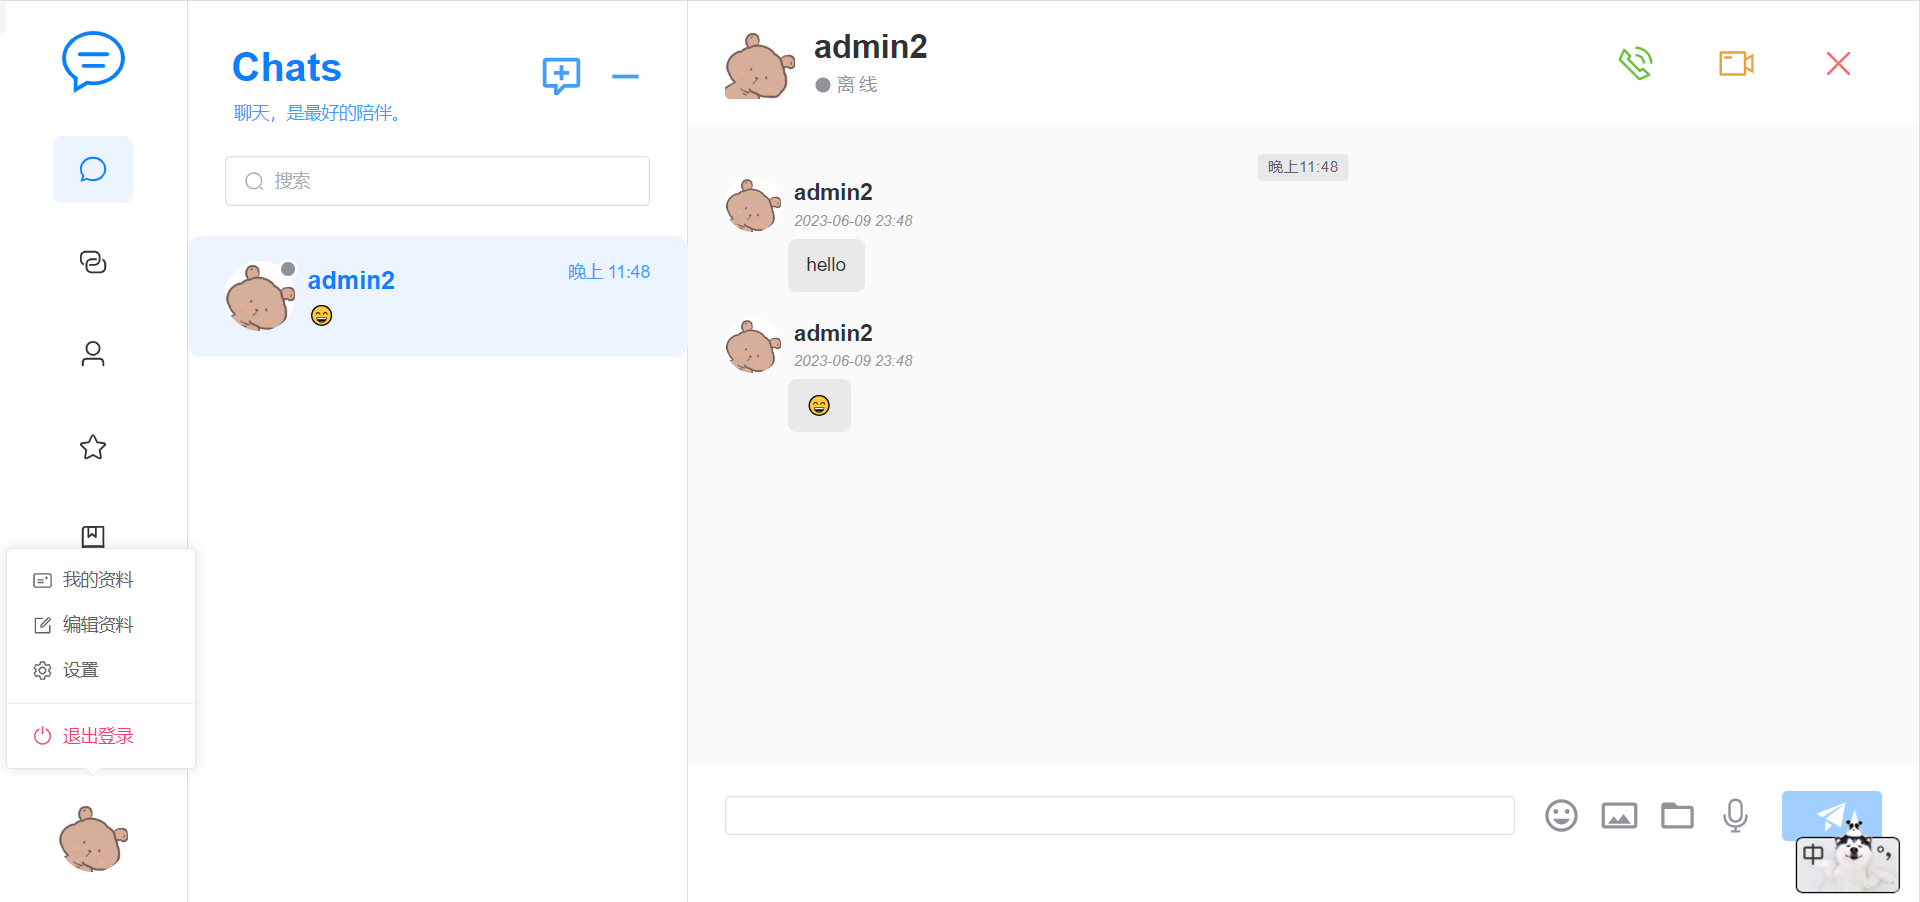 Chats
聊天，是最好的陪伴。
搜索
admin2
晚上 11:48
我的资料
编辑资料
设置
退出登录
admin2
离线
晚上11:48
admin2
2023-06-09 23:48
hello
admin2
2023-06-09 23:48
中 °,